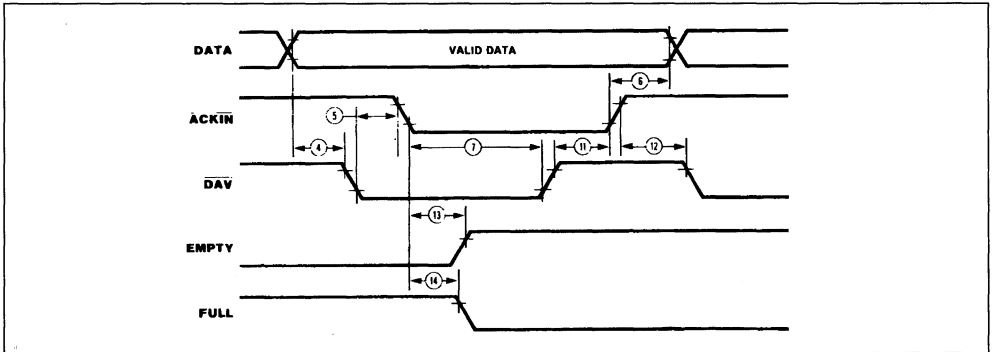 DATA
VALID DATA
6
ACKIN
5
4
7
11
12
DAV
13
EMPTY
14
FULL